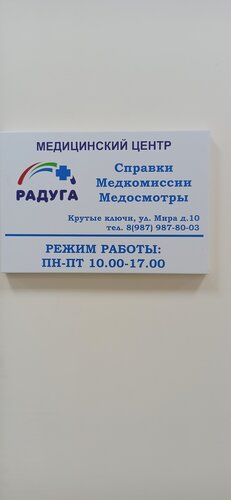 МЕДИЦИНСКИЙ ЦЕНТР
РАДУГА
Справки
Медкомиссии
Медосмотры
Крутые ключи, ул. Мира д.10
тел. 8(987) 987-80-03
РЕЖИМ РАБОТЫ:
ПН-ПТ 10.00-17.00